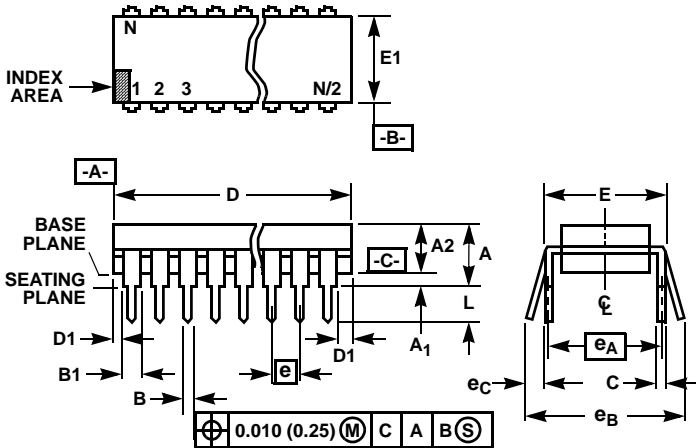 N
E1
INDEX
AREA
1 2 3 N/2
-B-
-A-
D
E
BASE
PLANE
A2
A
-C-
SEATING
PLANE
L
C L
D1
D1
A1
eA
B1
e
eC
C
B
eB
0.010 (0.25) M C A B S